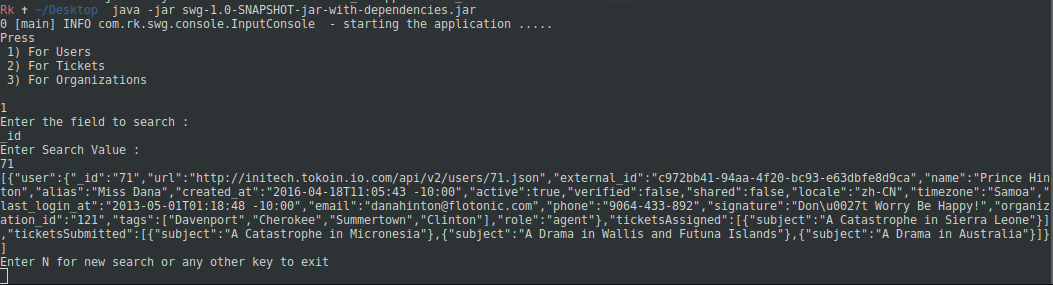 Rk ✝ ~/Desktop java -jar swg-1.0-SNAPSHOT-jar-with-dependencies.jar
0 [main] INFO com.rk.swg.console.InputConsole - starting the application .....
Press
1) For Users
2) For Tickets
3) For Organizations
1
Enter the field to search :
_id
Enter Search Value :
71
[{"user":{"_id":"71","url":"http://initech.tokoin.io.com/api/v2/users/71.json","external_id":"c972bb41-94aa-4f20-bc93-e63dbfe8d9ca","name":"Prince Hin
ton","alias":"Miss Dana","created_at":"2016-04-18T11:05:43 -10:00","active":true,"verified":false,"shared":false,"locale":"zh-CN","timezone":"Samoa","
last_login_at":"2013-05-01T01:18:48 -10:00","email":"danahinton@flotonic.com","phone":"9064-433-892","signature":"Don\u0027t Worry Be Happy!","organiz
ation_id":"121","tags":["Davenport","Cherokee","Summertown","Clinton"],"role":"agent"},"ticketsAssigned":[{"subject":"A Catastrophe in Sierra Leone"}]
,"ticketsSubmitted":[{"subject":"A Catastrophe in Micronesia"},{"subject":"A Drama in Wallis and Futuna Islands"},{"subject":"A Drama in Australia"}]}
]
Enter N for new search or any other key to exit